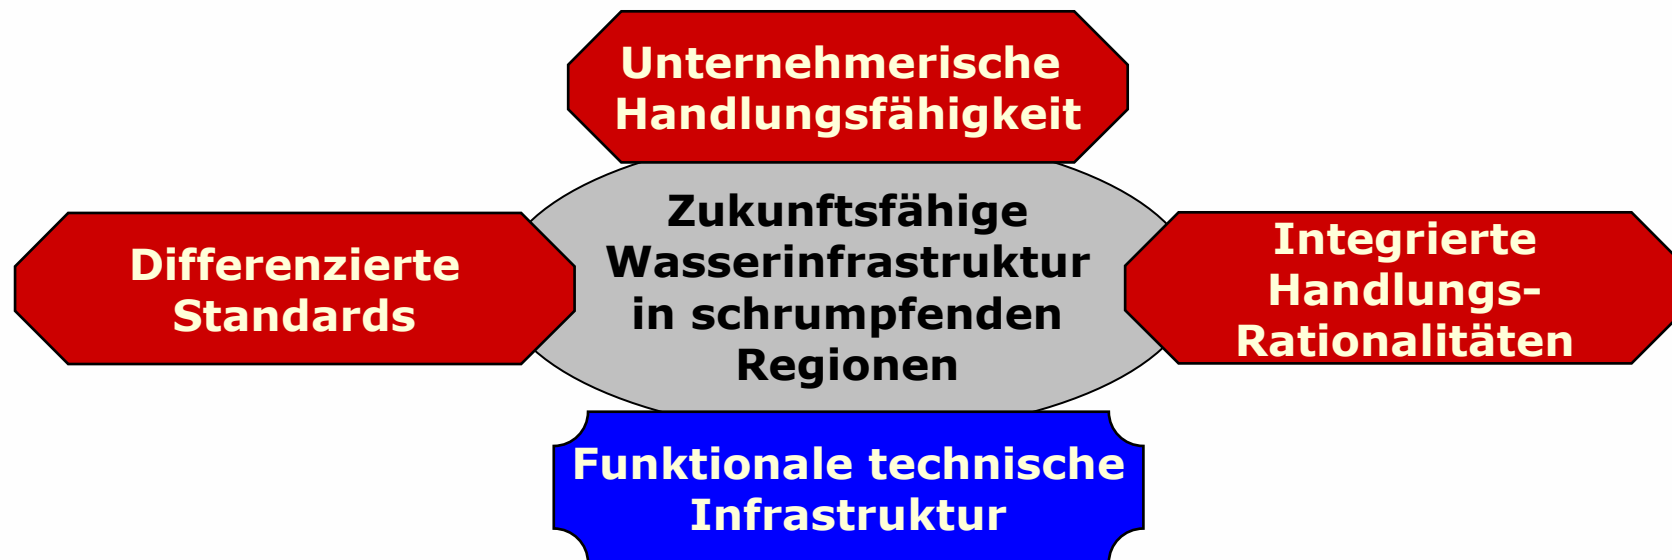 Unternehmerische
Handlungsfähigkeit
Zukunftsfähige
Wasserinfrastruktur
in schrumpfenden
Regionen
Differenzierte
Standards
Integrierte
Handlungs-
Rationalitäten
Funktionale technische
Infrastruktur